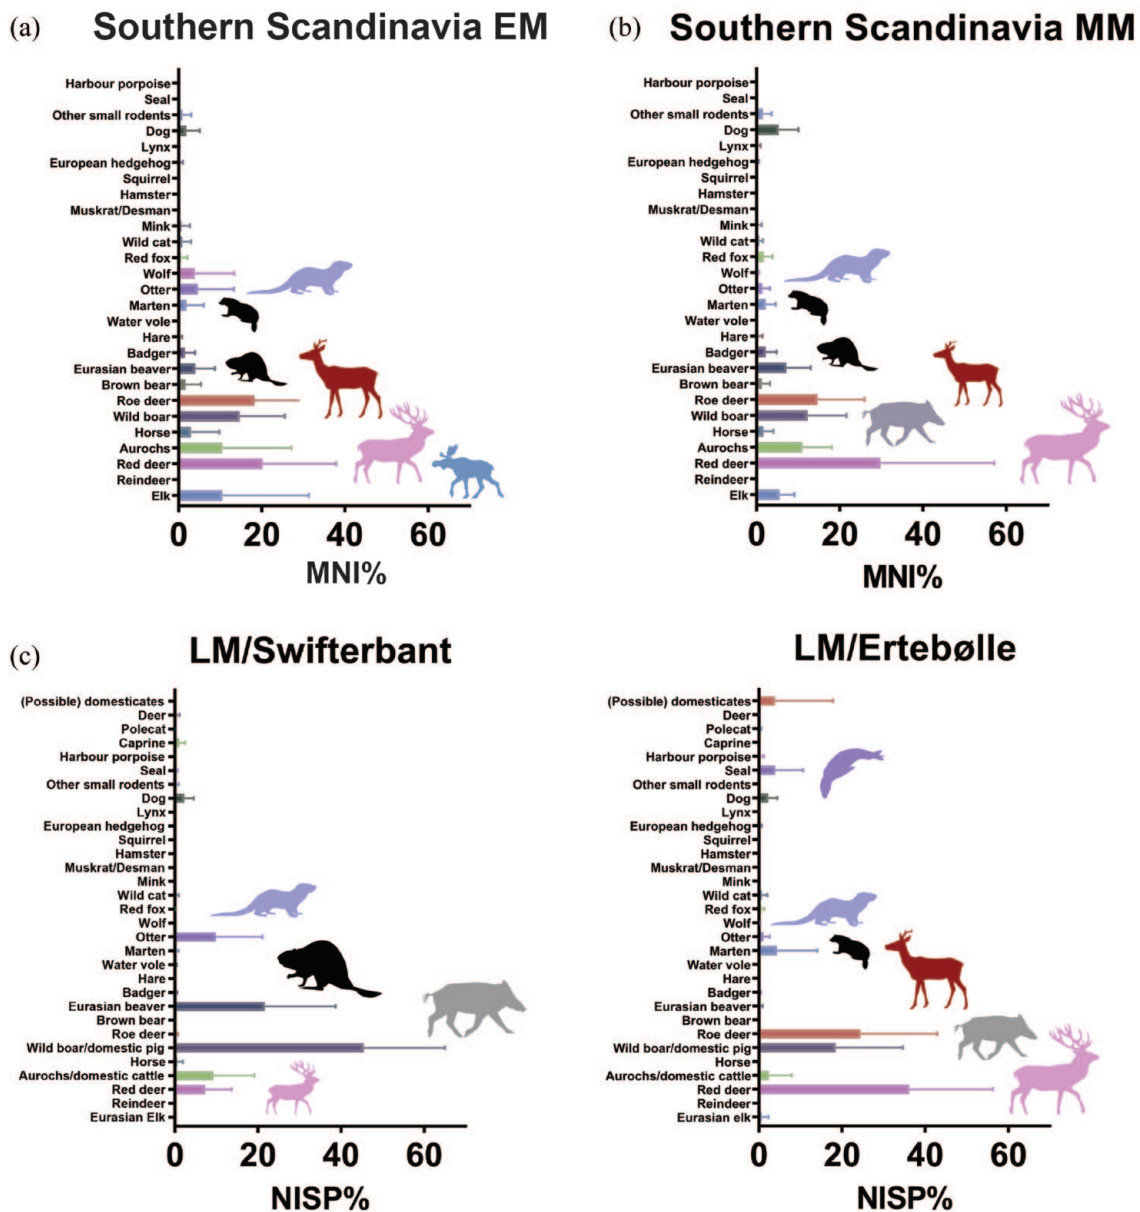 (a) Southern Scandinavia EM
Harbour porpoise
Seal
Other small rodents
Dog
Lynx
European hedgehog
Squirrel
Hamster
Muskrat/Desman
Mink
Wild cat
Red fox
Wolf
Otter
Marten
Water vole
Hare
Badger
Eurasian beaver
Brown bear
Roe deer
Wild boar
Horse
Aurochs
Red deer
Reindeer
Elk
0 20 40 60
MNI%
(b) Southern Scandinavia MM
Harbour porpoise
Seal
Other small rodents
Dog
Lynx
European hedgehog
Squirrel
Hamster
Muskrat/Desman
Mink
Wild cat
Red fox
Wolf
Otter
Marten
Water vole
Hare
Badger
Eurasian beaver
Brown bear
Roe deer
Wild boar
Horse
Aurochs
Red deer
Reindeer
Elk
0 20 40 60
MNI%
(c) LM/Swifterbant
(Possible) domesticates
Deer
Polecat
Caprine
Harbour porpoise
Seal
Other small rodents
Dog
Lynx
European hedgehog
Squirrel
Hamster
Muskrat/Desman
Mink
Wild cat
Red fox
Wolf
Otter
Marten
Water vole
Hare
Badger
Eurasian beaver
Brown bear
Roe deer
Wild boar/domestic pig
Horse
Aurochs/domestic cattle
Red deer
Reindeer
Eurasian Elk
0 20 40 60
NISP%
LM/Ertebølle
(Possible) domesticates
Deer
Polecat
Caprine
Harbour porpoise
Seal
Other small rodents
Dog
Lynx
European hedgehog
Squirrel
Hamster
Muskrat/Desman
Mink
Wild cat
Red fox
Wolf
Otter
Marten
Water vole
Hare
Badger
Eurasian beaver
Brown bear
Roe deer
Wild boar/domestic pig
Horse
Aurochs/domestic cattle
Red deer
Reindeer
Eurasian elk
0 20 40 60
NISP%